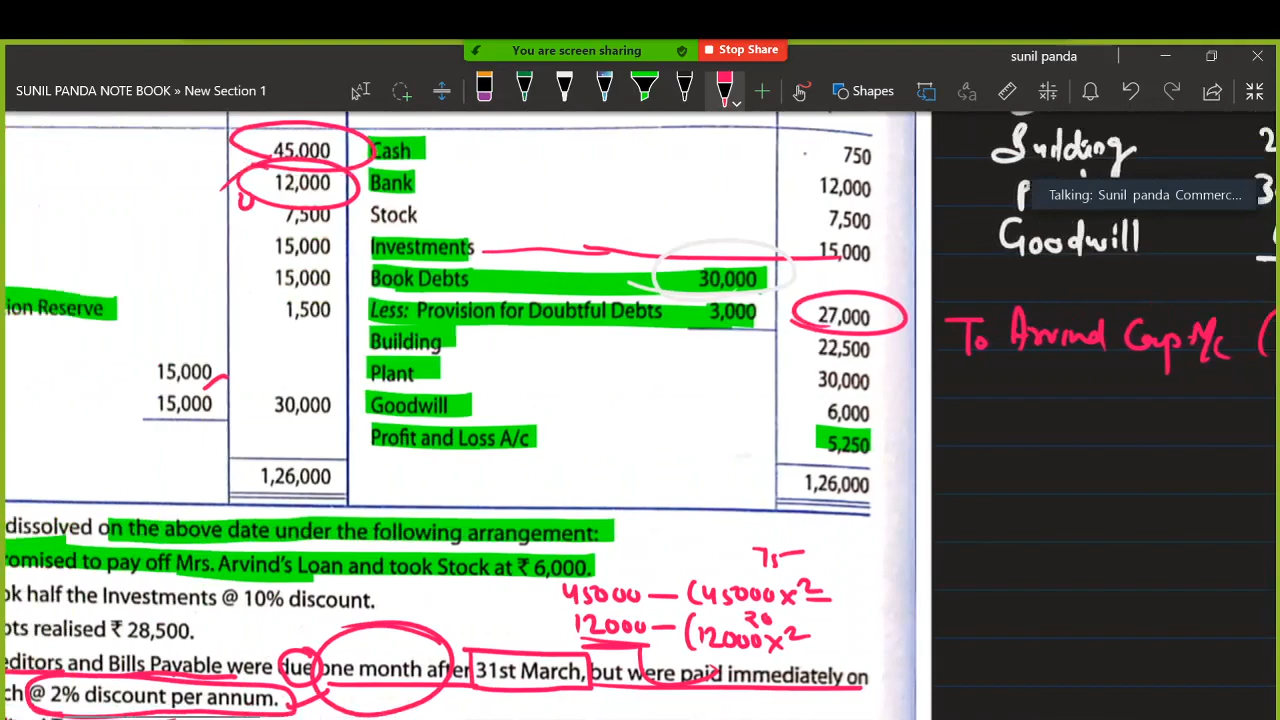 You are screen sharing Stop Share
sunil panda
SUNIL PANDA NOTE BOOK » New Section 1
Shapes
Talking: Sunil panda Commerc...
45,000 Cash 750
12,000 Bank 12,000
7,500 Stock 7,500
15,000 Investments 15,000
15,000 Book Debts 30,000
ion Reserve 1,500 Less: Provision for Doubtful Debts 3,000 27,000
Building 22,500
15,000 Plant 30,000
15,000 30,000 Goodwill 6,000
Profit and Loss A/c 5,250
1,26,000 1,26,000
Building 2
Goodwill
To Arvind Cap A/c (
dissolved on the above date under the following arrangement:
omised to pay off Mrs. Arvind's Loan and took Stock at ₹ 6,000.
ok half the Investments @ 10% discount.
bts realised ₹ 28,500.
editors and Bills Payable were due one month after 31st March, but were paid immediately on
ch @ 2% discount per annum.
75
45000 — (45000x2
20
12000 — (12000x2